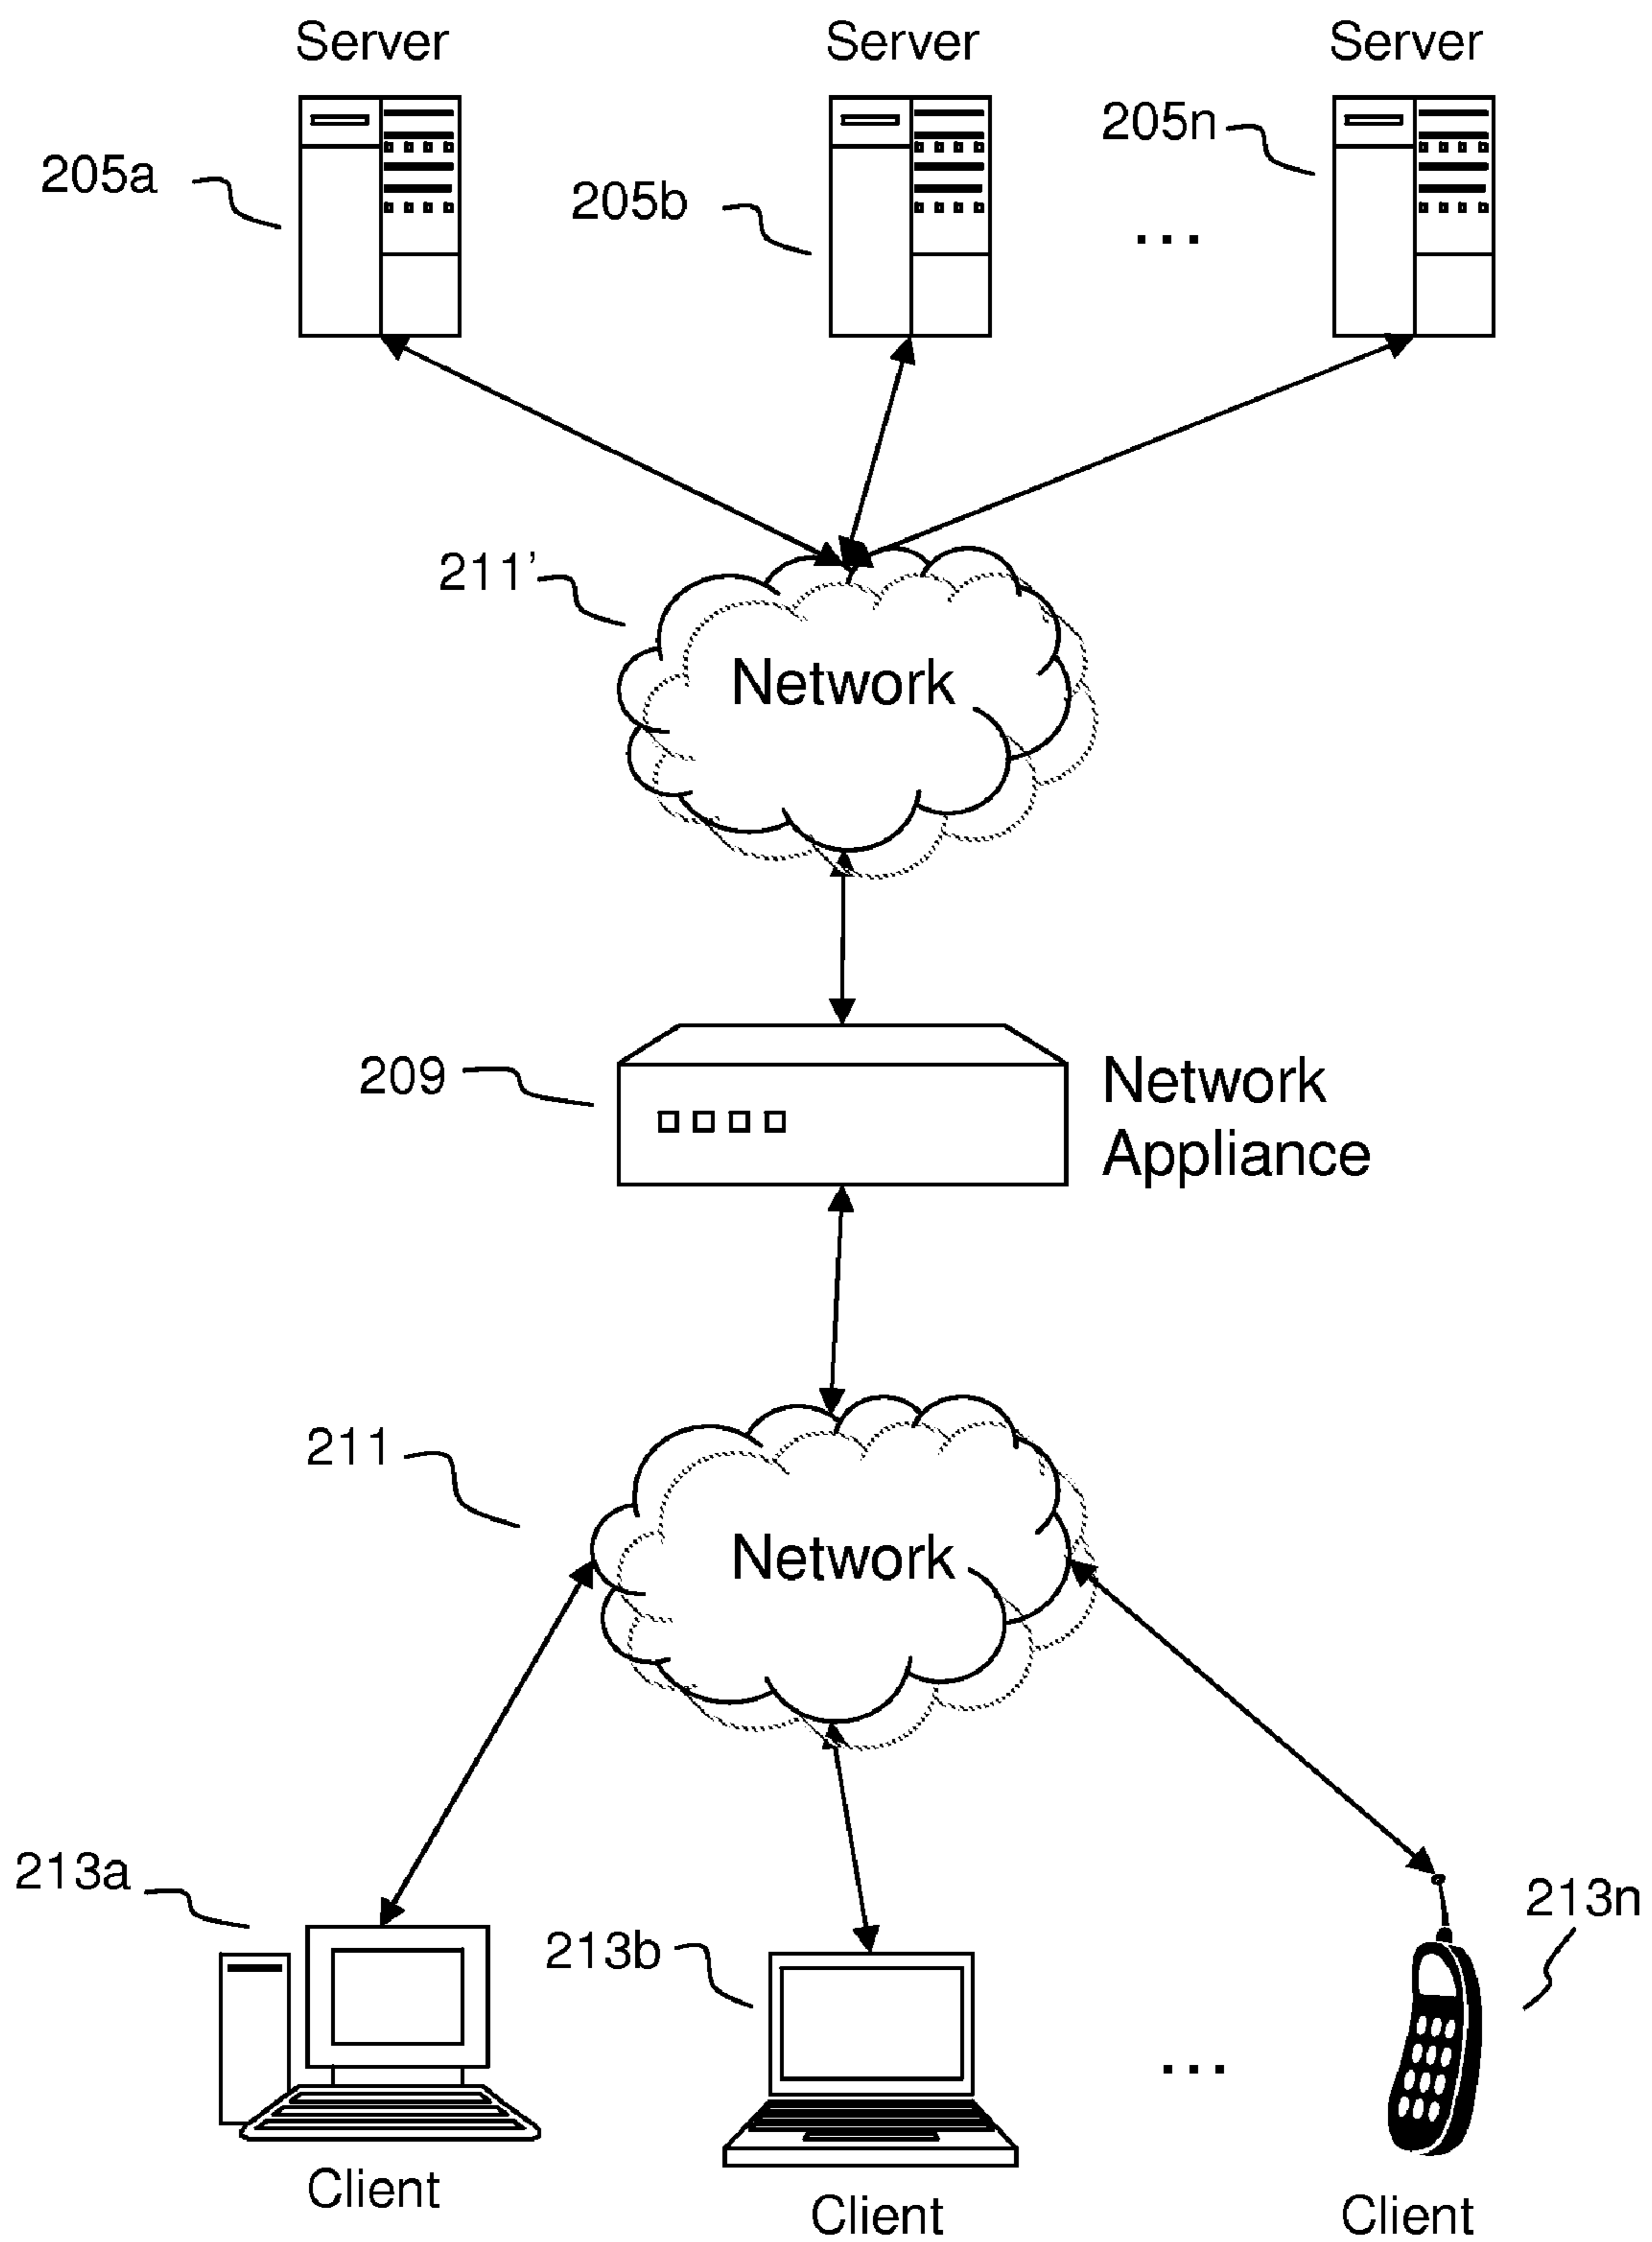 Server
Server
Server
205a
205b
205n
...
211’
Network
209
Network
Appliance
211
Network
213a
213b
213n
...
Client
Client
Client